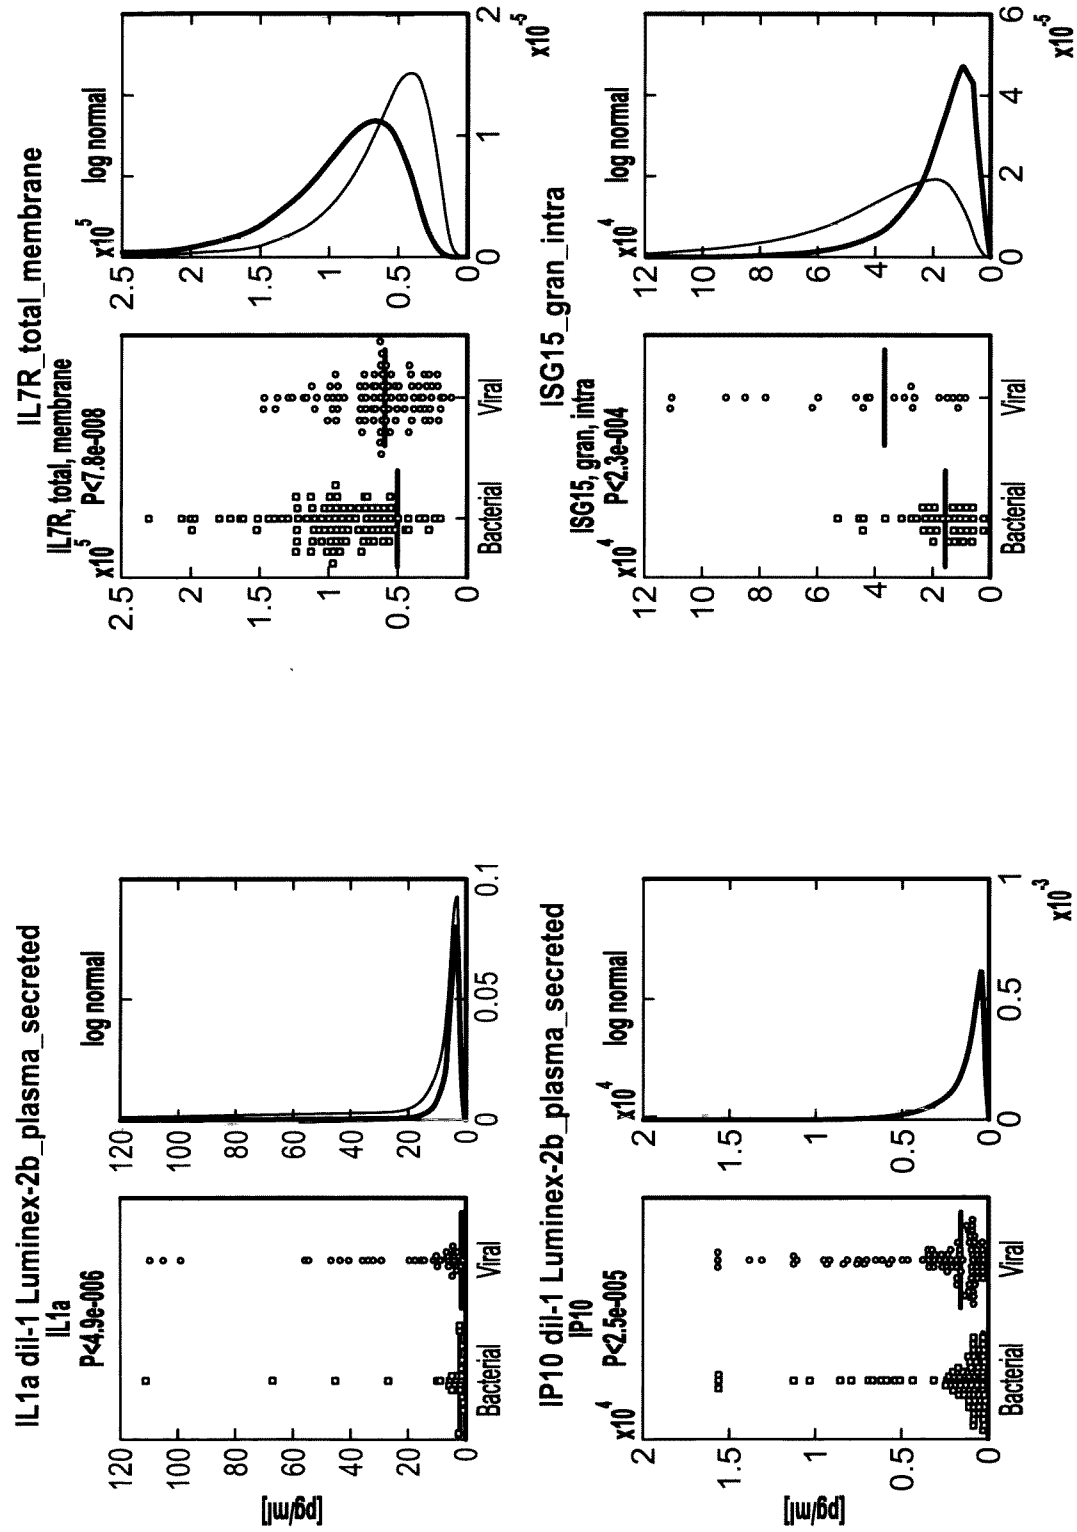 IL1a dil-1 Luminex-2b_plasma_secreted
IL1a
P<4.9e-006
log normal
[pg/ml]
120
100
80
60
40
20
0
Bacterial
Viral
120
100
80
60
40
20
0
0
0.05
0.1
IL7R_total_membrane
IL7R, total, membrane
P<7.8e-008
x10^5
log normal
x10^5
2.5
2
1.5
1
0.5
0
Bacterial
Viral
2.5
2
1.5
1
0.5
0
0
1
2
x10^-5
IP10 dil-1 Luminex-2b_plasma_secreted
IP10
P<2.5e-005
x10^4
log normal
x10^4
[pg/ml]
2
1.5
1
0.5
0
Bacterial
Viral
2
1.5
1
0.5
0
0
0.5
1
x10^-3
ISG15_gran_intra
ISG15, gran, intra
P<2.3e-004
x10^4
log normal
x10^4
12
10
8
6
4
2
0
Bacterial
Viral
12
10
8
6
4
2
0
0
2
4
6
x10^-5